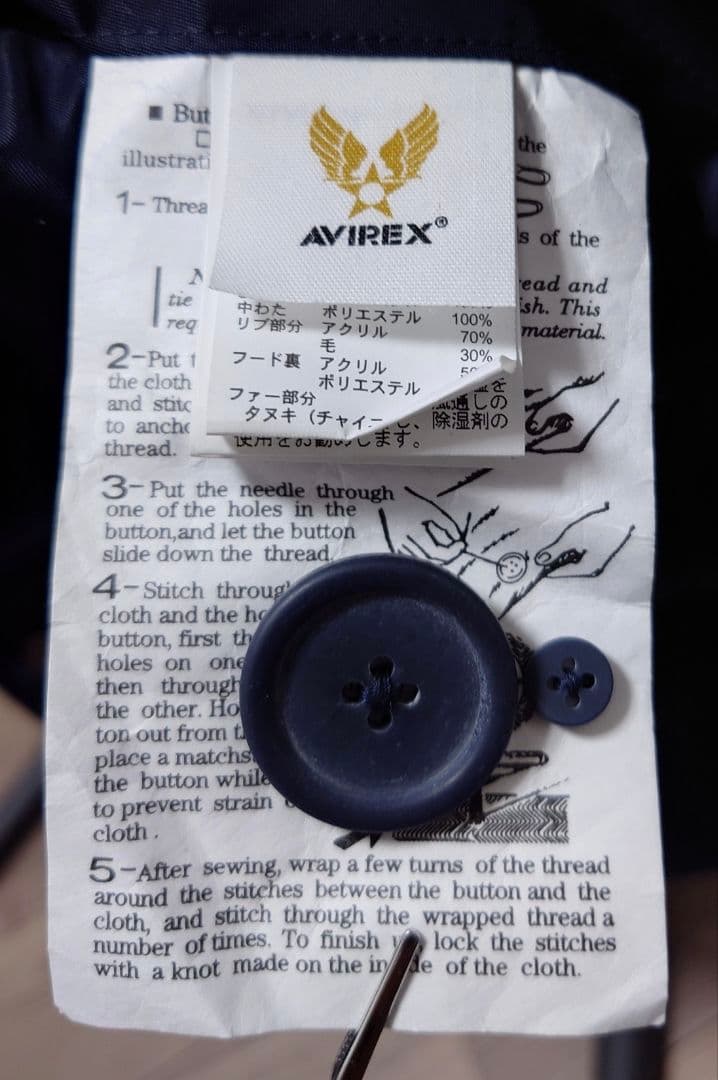 ■ But
illustrati
the
1- Threa
s of the
tie
req
ead and
sh. This
material.
AVIREX®
中わた ポリエステル 100%
リブ部分 アクリル 70%
毛 30%
フード裏 アクリル
ポリエステル
ファー部分
タヌキ（チャイニ
風通しの
除湿剤の
使用をお勧めします。
2-Put t
the cloth
and stitc
to ancho
thread.
3-Put the needle through
one of the holes in the
button,and let the button
slide down the thread.
4-Stitch throug
cloth and the ho
button, first th
holes on one
then through
the other. Ho
ton out from t
place a matchs
the button while
to prevent strain
cloth.
5-After sewing, wrap a few turns of the thread
around the stitches between the button and the
cloth, and stitch through the wrapped thread a
number of times. To finish lock the stitches
with a knot made on the in de of the cloth.